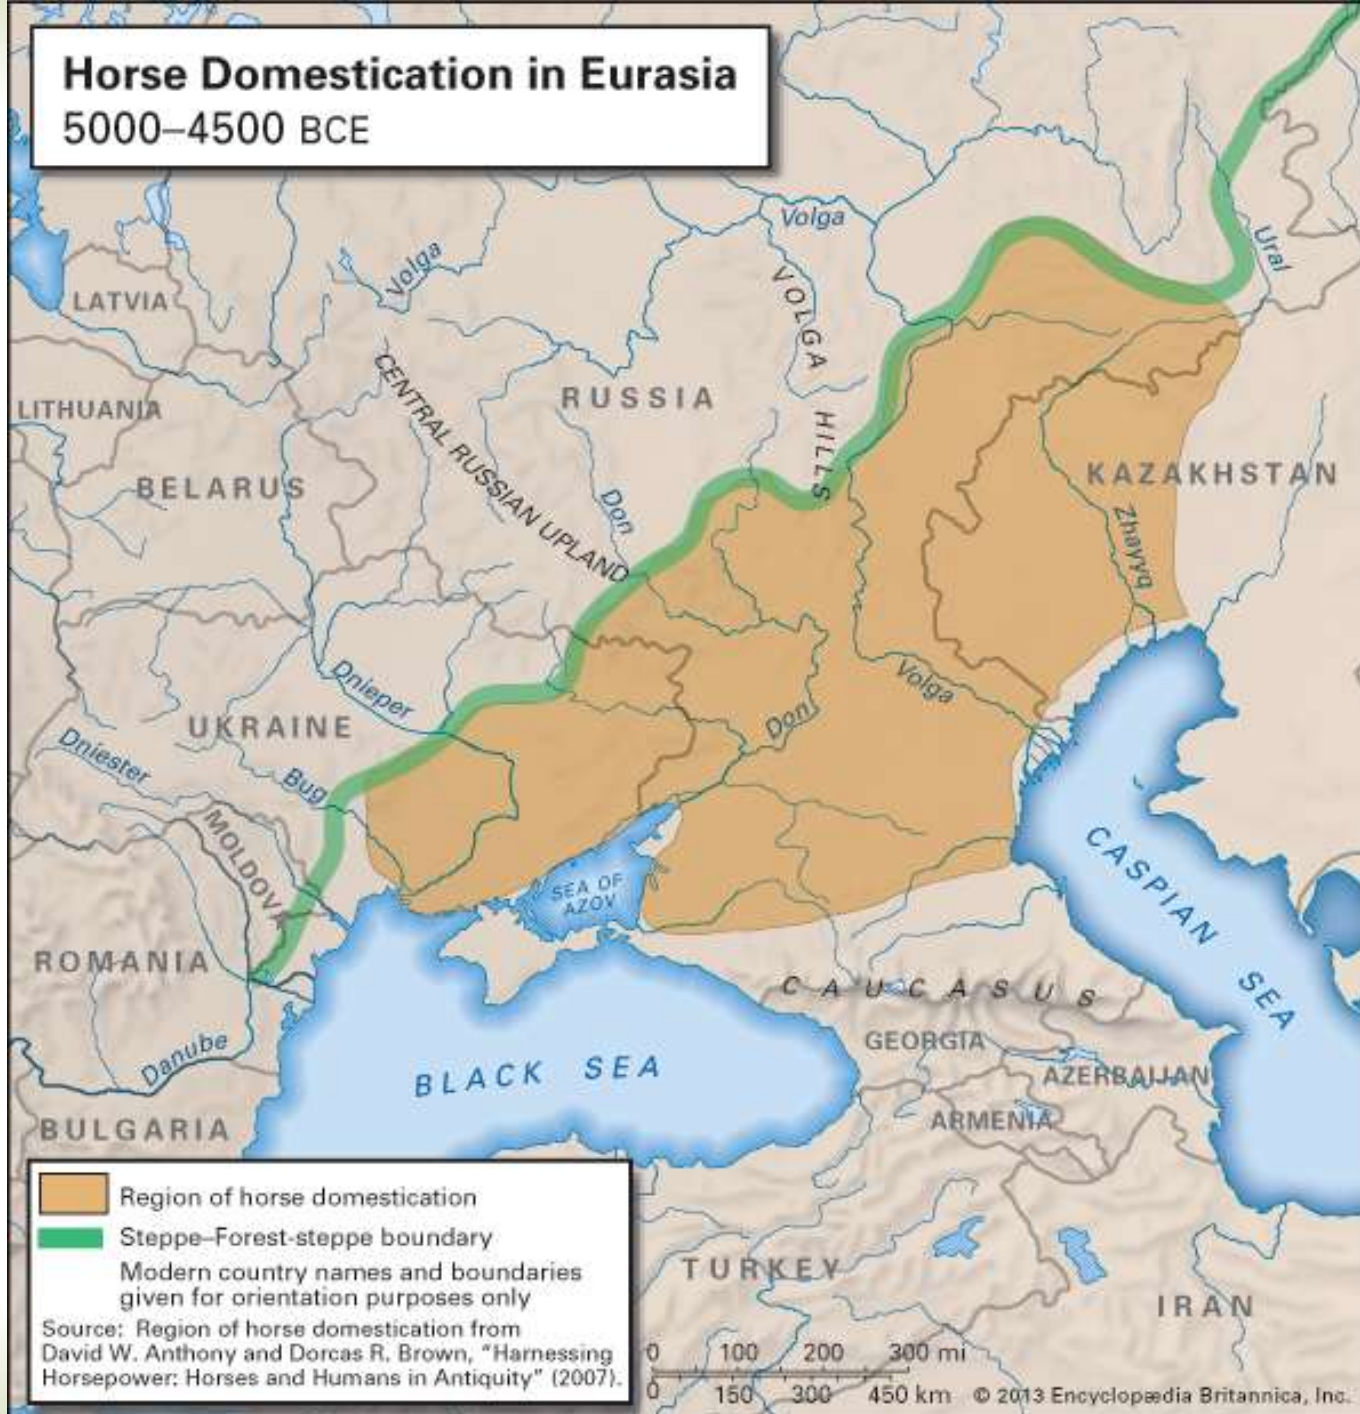 Horse Domestication in Eurasia
5000–4500 BCE
Volga
Volga
Ural
LATVIA
VOLGA HILLS
CENTRAL RUSSIAN UPLAND
RUSSIA
LITHUANIA
BELARUS
KAZAKHSTAN
Don
Zhayyq
Dnieper
Volga
UKRAINE
Don
Dniester
Bug
MOLDOVA
SEA OF
AZOV
CASPIAN SEA
ROMANIA
CAUCASUS
GEORGIA
Danube
BLACK SEA
AZERBAIJAN
ARMENIA
BULGARIA
Region of horse domestication
Steppe–Forest-steppe boundary
Modern country names and boundaries
given for orientation purposes only
Source: Region of horse domestication from
David W. Anthony and Dorcas R. Brown, “Harnessing
Horsepower: Horses and Humans in Antiquity” (2007).
TURKEY
IRAN
0 100 200 300 mi
0 150 300 450 km
© 2013 Encyclopædia Britannica, Inc.